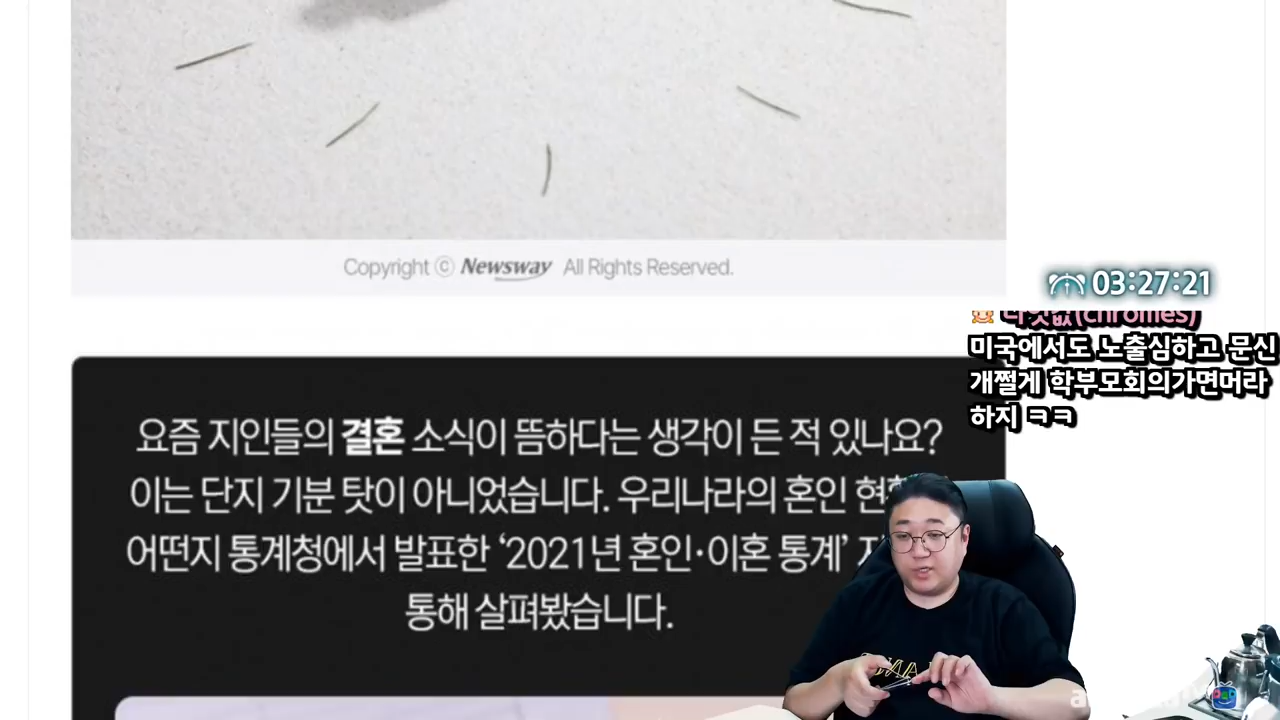 Copyright ⓒ Newsway All Rights Reserved.
03:27:21
(chromes)
미국에서도 노출심하고 문신
개쩔게 학부모회의가면머라
하지 ㅋㅋ
요즘 지인들의 결혼 소식이 뜸하다는 생각이 든 적 있나요?
이는 단지 기분 탓이 아니었습니다. 우리나라의 혼인
어떤지 통계청에서 발표한 ‘2021년 혼인·이혼 통계’
통해 살펴봤습니다.